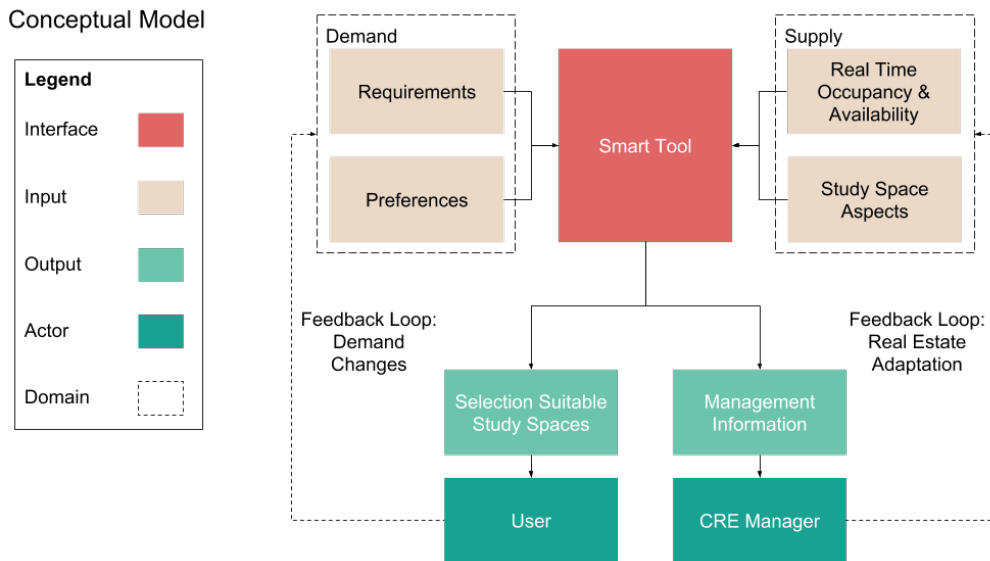 Conceptual Model
Legend
Interface
Input
Output
Actor
Domain
Demand
Requirements
Preferences
Smart Tool
Supply
Real Time
Occupancy &
Availability
Study Space
Aspects
Feedback Loop:
Demand
Changes
Feedback Loop:
Real Estate
Adaptation
Selection Suitable
Study Spaces
Management
Information
User
CRE Manager